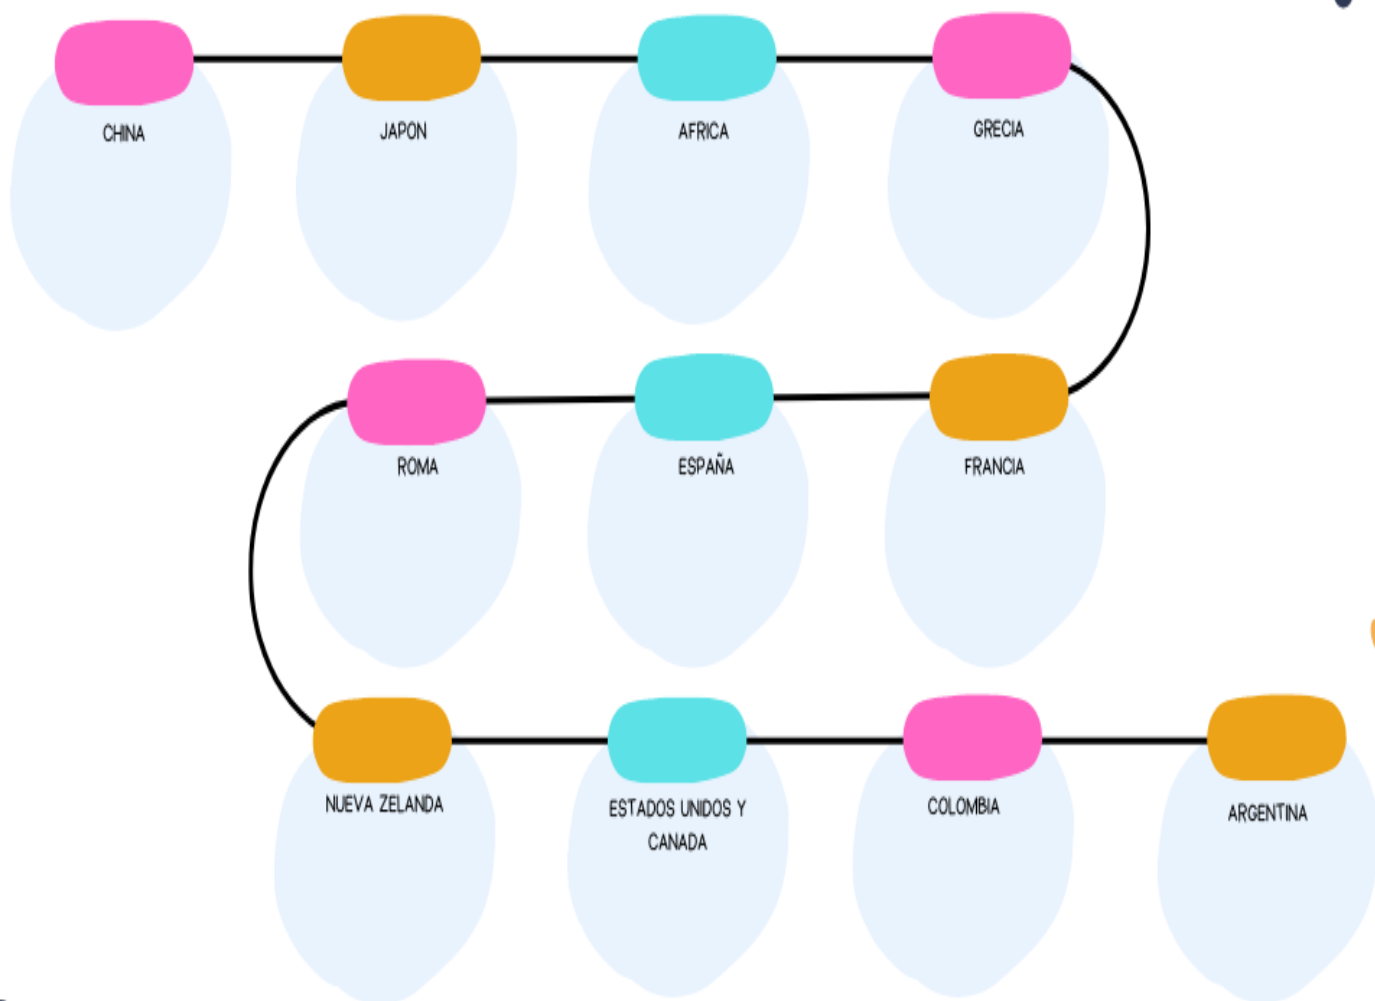 CHINA
JAPON
AFRICA
GRECIA
ROMA
ESPAÑA
FRANCIA
NUEVA ZELANDA
ESTADOS UNIDOS Y
CANADA
COLOMBIA
ARGENTINA